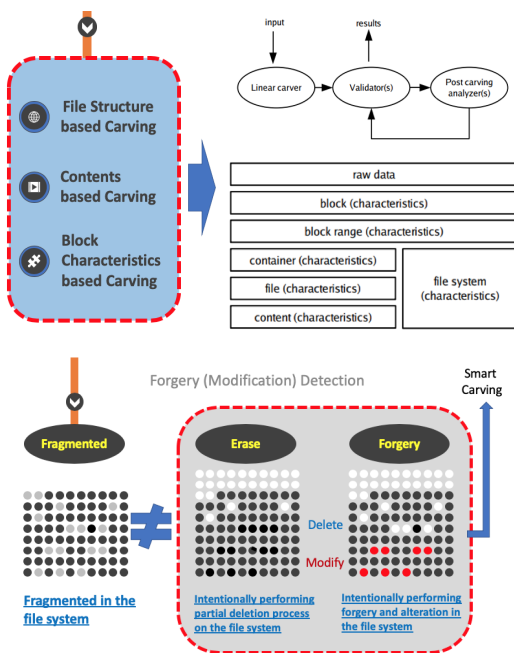 File Structure
based Carving
Contents
based Carving
Block
Characteristics
based Carving
input
results
Linear carver
Validator(s)
Post carving
analyzer(s)
raw data
block (characteristics)
block range (characteristics)
container (characteristics)
file (characteristics)
content (characteristics)
file system
(characteristics)
Forgery (Modification) Detection
Smart
Carving
Fragmented
Erase
Forgery
Delete
Modify
Fragmented in the
file system
Intentionally performing
partial deletion process
on the file system
Intentionally performing
forgery and alteration in
the file system